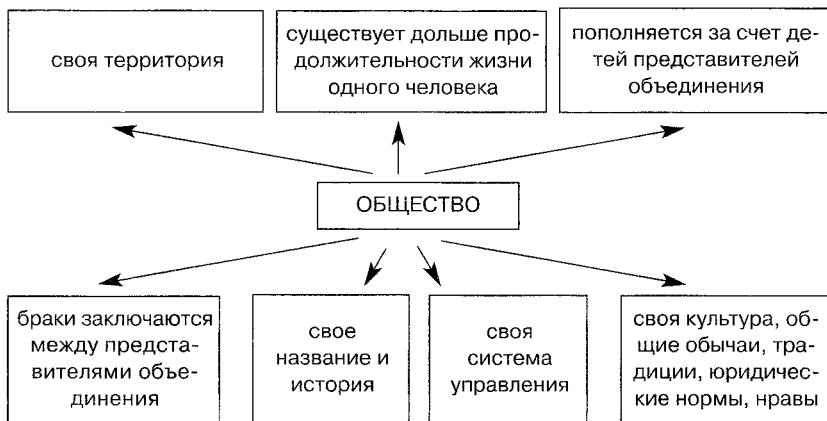 своя территория
существует дольше про-
должительности жизни
одного человека
пополняется за счет де-
тей представителей
объединения
ОБЩЕСТВО
браки заключаются
между предста-
вителями объе-
динения
свое
название и
история
своя
система
управления
своя культура, об-
щие обычаи, тра-
диции, юридичес-
кие нормы, нравы